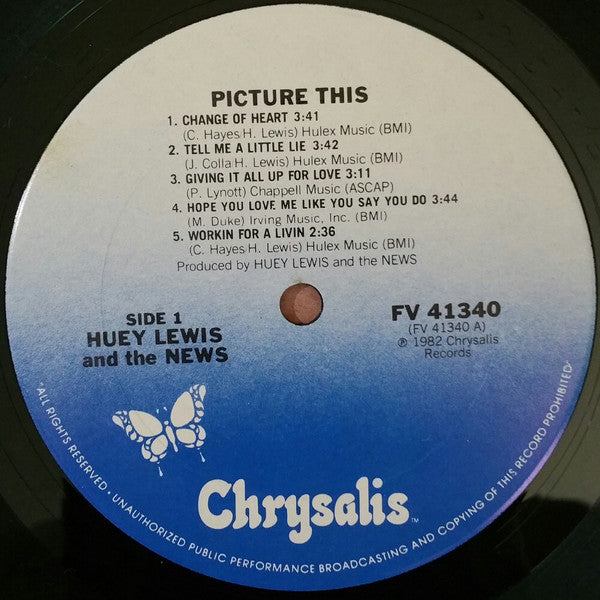 PICTURE THIS
1. CHANGE OF HEART 3:41
(C. Hayes/H. Lewis) Hulex Music (BMI)
2. TELL ME A LITTLE LIE 3:42
(J. Colla/H. Lewis) Hulex Music (BMI)
3. GIVING IT ALL UP FOR LOVE 3:11
(P. Lynott) Chappell Music (ASCAP)
4. HOPE YOU LOVE ME LIKE YOU SAY YOU DO 3:44
(M. Duke) Irving Music, Inc. (BMI)
5. WORKIN FOR A LIVIN 2:36
(C. Hayes/H. Lewis) Hulex Music (BMI)
Produced by HUEY LEWIS and the NEWS
SIDE 1
HUEY LEWIS
and the NEWS
FV 41340
(FV 41340 A)
℗ 1982 Chrysalis
Records
Chrysalis™
ALL RIGHTS RESERVED • UNAUTHORIZED PUBLIC PERFORMANCE BROADCASTING AND COPYING OF THIS RECORD PROHIBITED